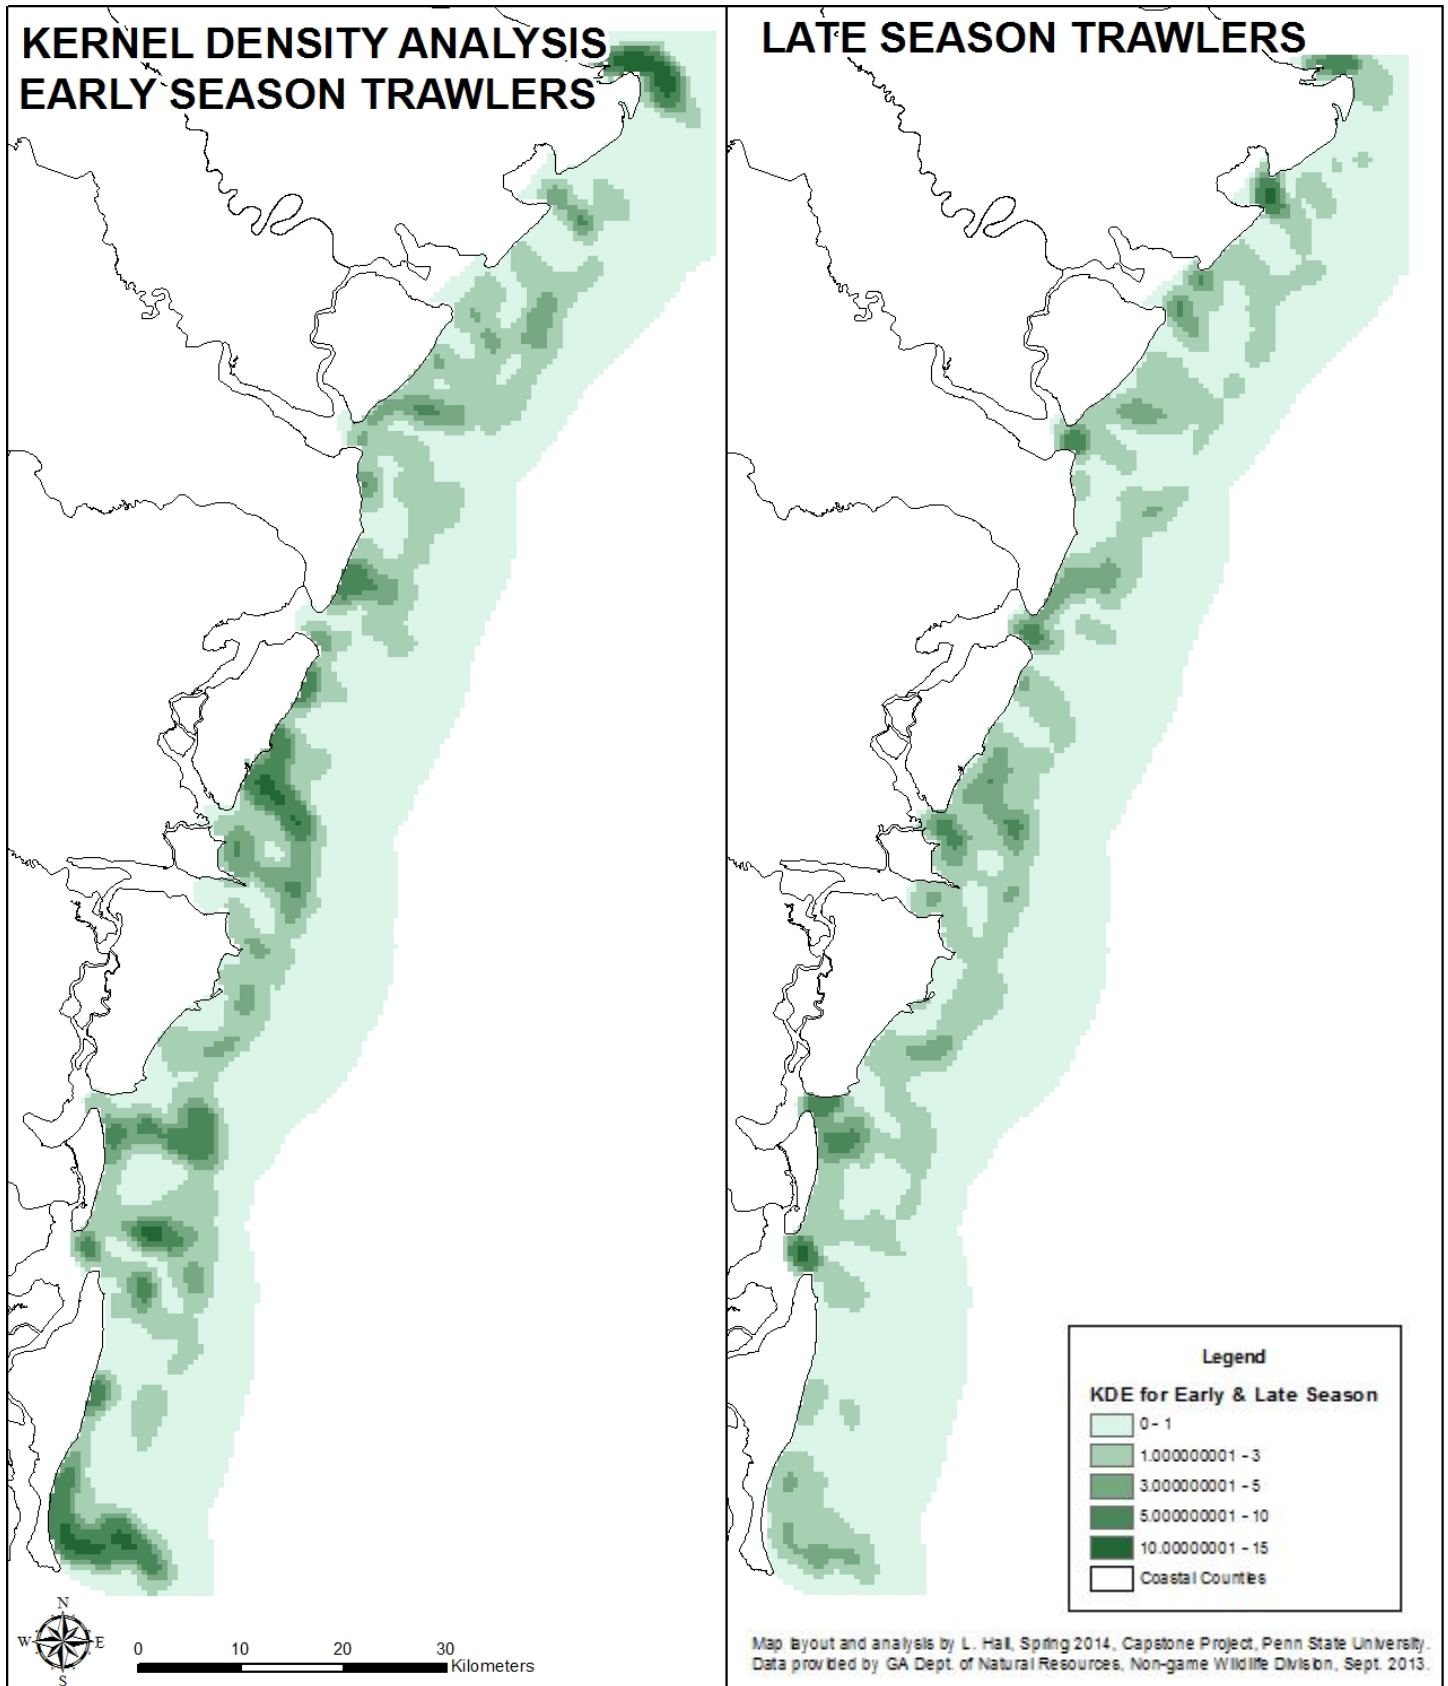 KERNEL DENSITY ANALYSIS
EARLY SEASON TRAWLERS
LATE SEASON TRAWLERS
Legend
KDE for Early & Late Season
0 - 1
1.000000001 - 3
3.000000001 - 5
5.000000001 - 10
10.00000001 - 15
Coastal Counties
N
W
E
S
0
10
20
30
Kilometers
Map layout and analysis by L. Hall, Spring 2014, Capstone Project, Penn State University.
Data provided by GA Dept. of Natural Resources, Non-game Wildlife Division, Sept. 2013.